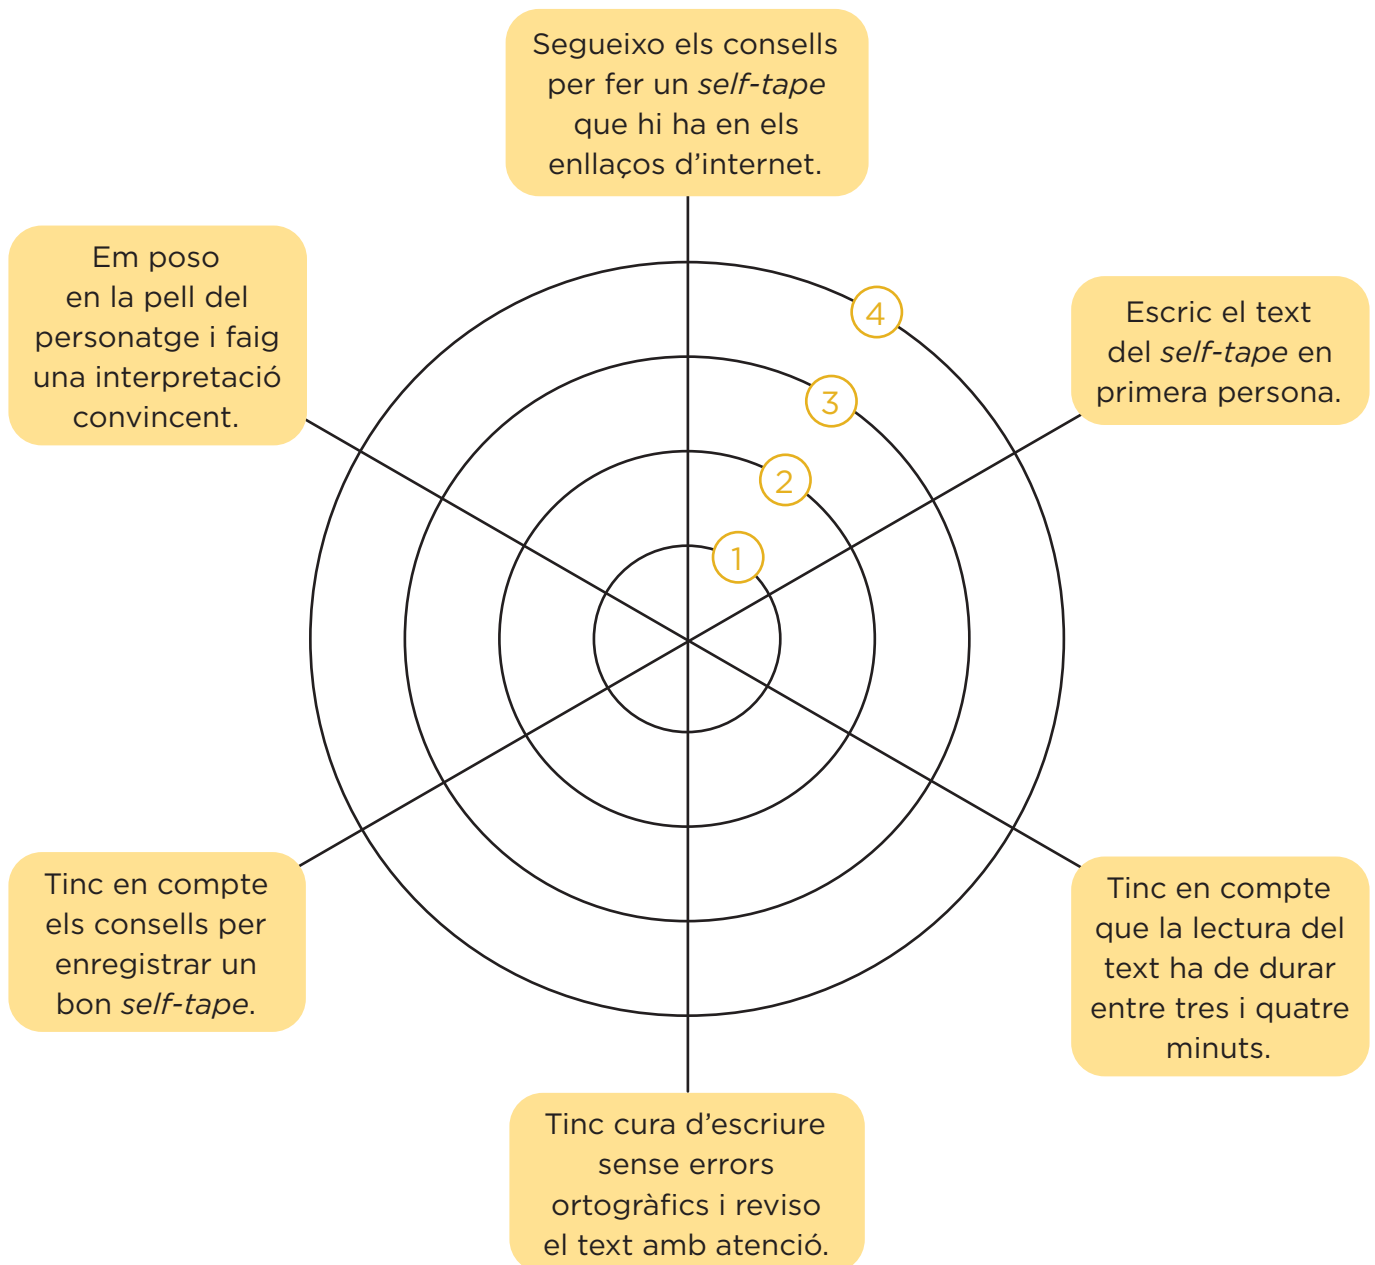 Segueixo els consells
per fer un self-tape
que hi ha en els
enllaços d’internet.
Em poso
en la pell del
personatge i faig
una interpretació
convincent.
Escric el text
del self-tape en
primera persona.
4
3
2
1
Tinc en compte
els consells per
enregistrar un
bon self-tape.
Tinc en compte
que la lectura del
text ha de durar
entre tres i quatre
minuts.
Tinc cura d’escriure
sense errors
ortogràfics i reviso
el text amb atenció.